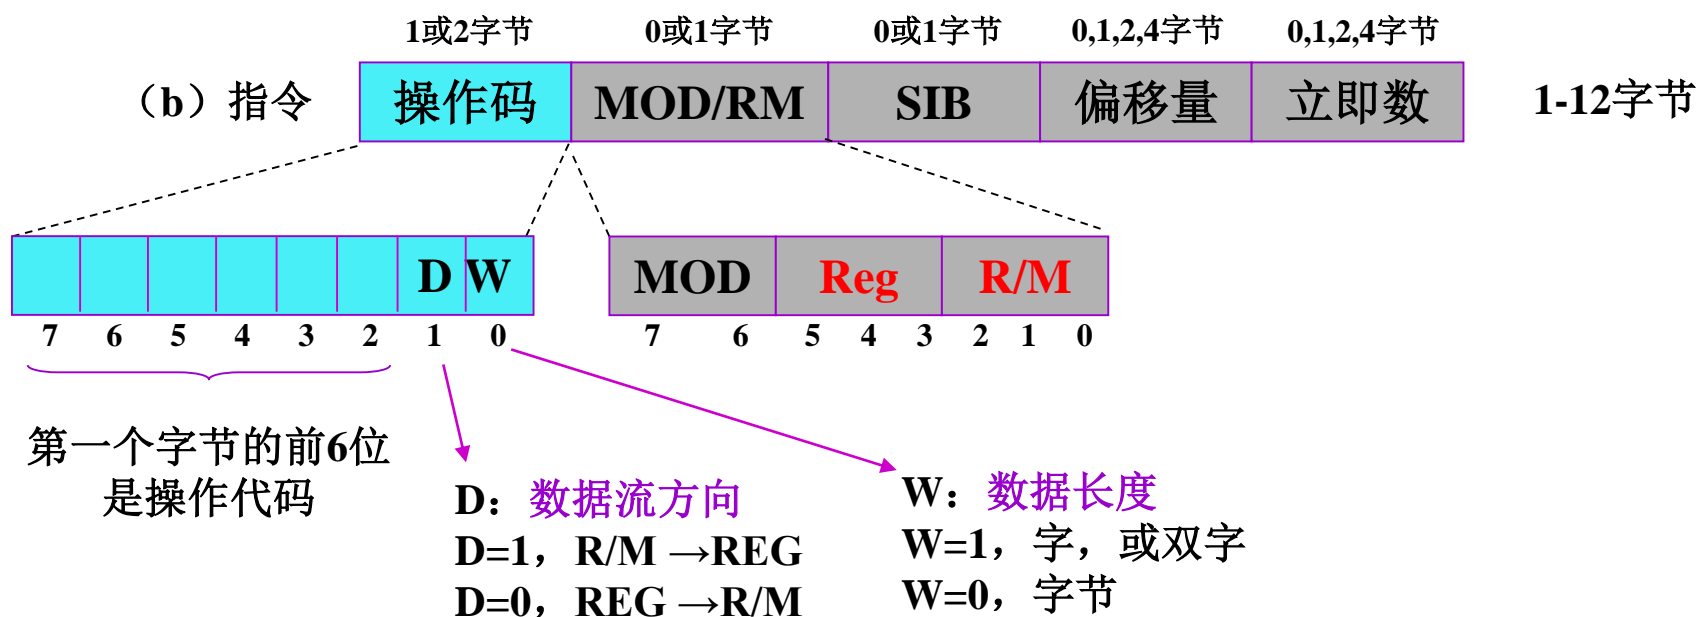 1或2字节 0或1字节 0或1字节 0,1,2,4字节 0,1,2,4字节
（b）指令 操作码 MOD/RM SIB 偏移量 立即数 1-12字节
D W MOD Reg R/M
7 6 5 4 3 2 1 0 7 6 5 4 3 2 1 0
第一个字节的前6位
是操作代码
D：数据流方向
D=1，R/M →REG
D=0，REG →R/M
W：数据长度
W=1，字，或双字
W=0，字节